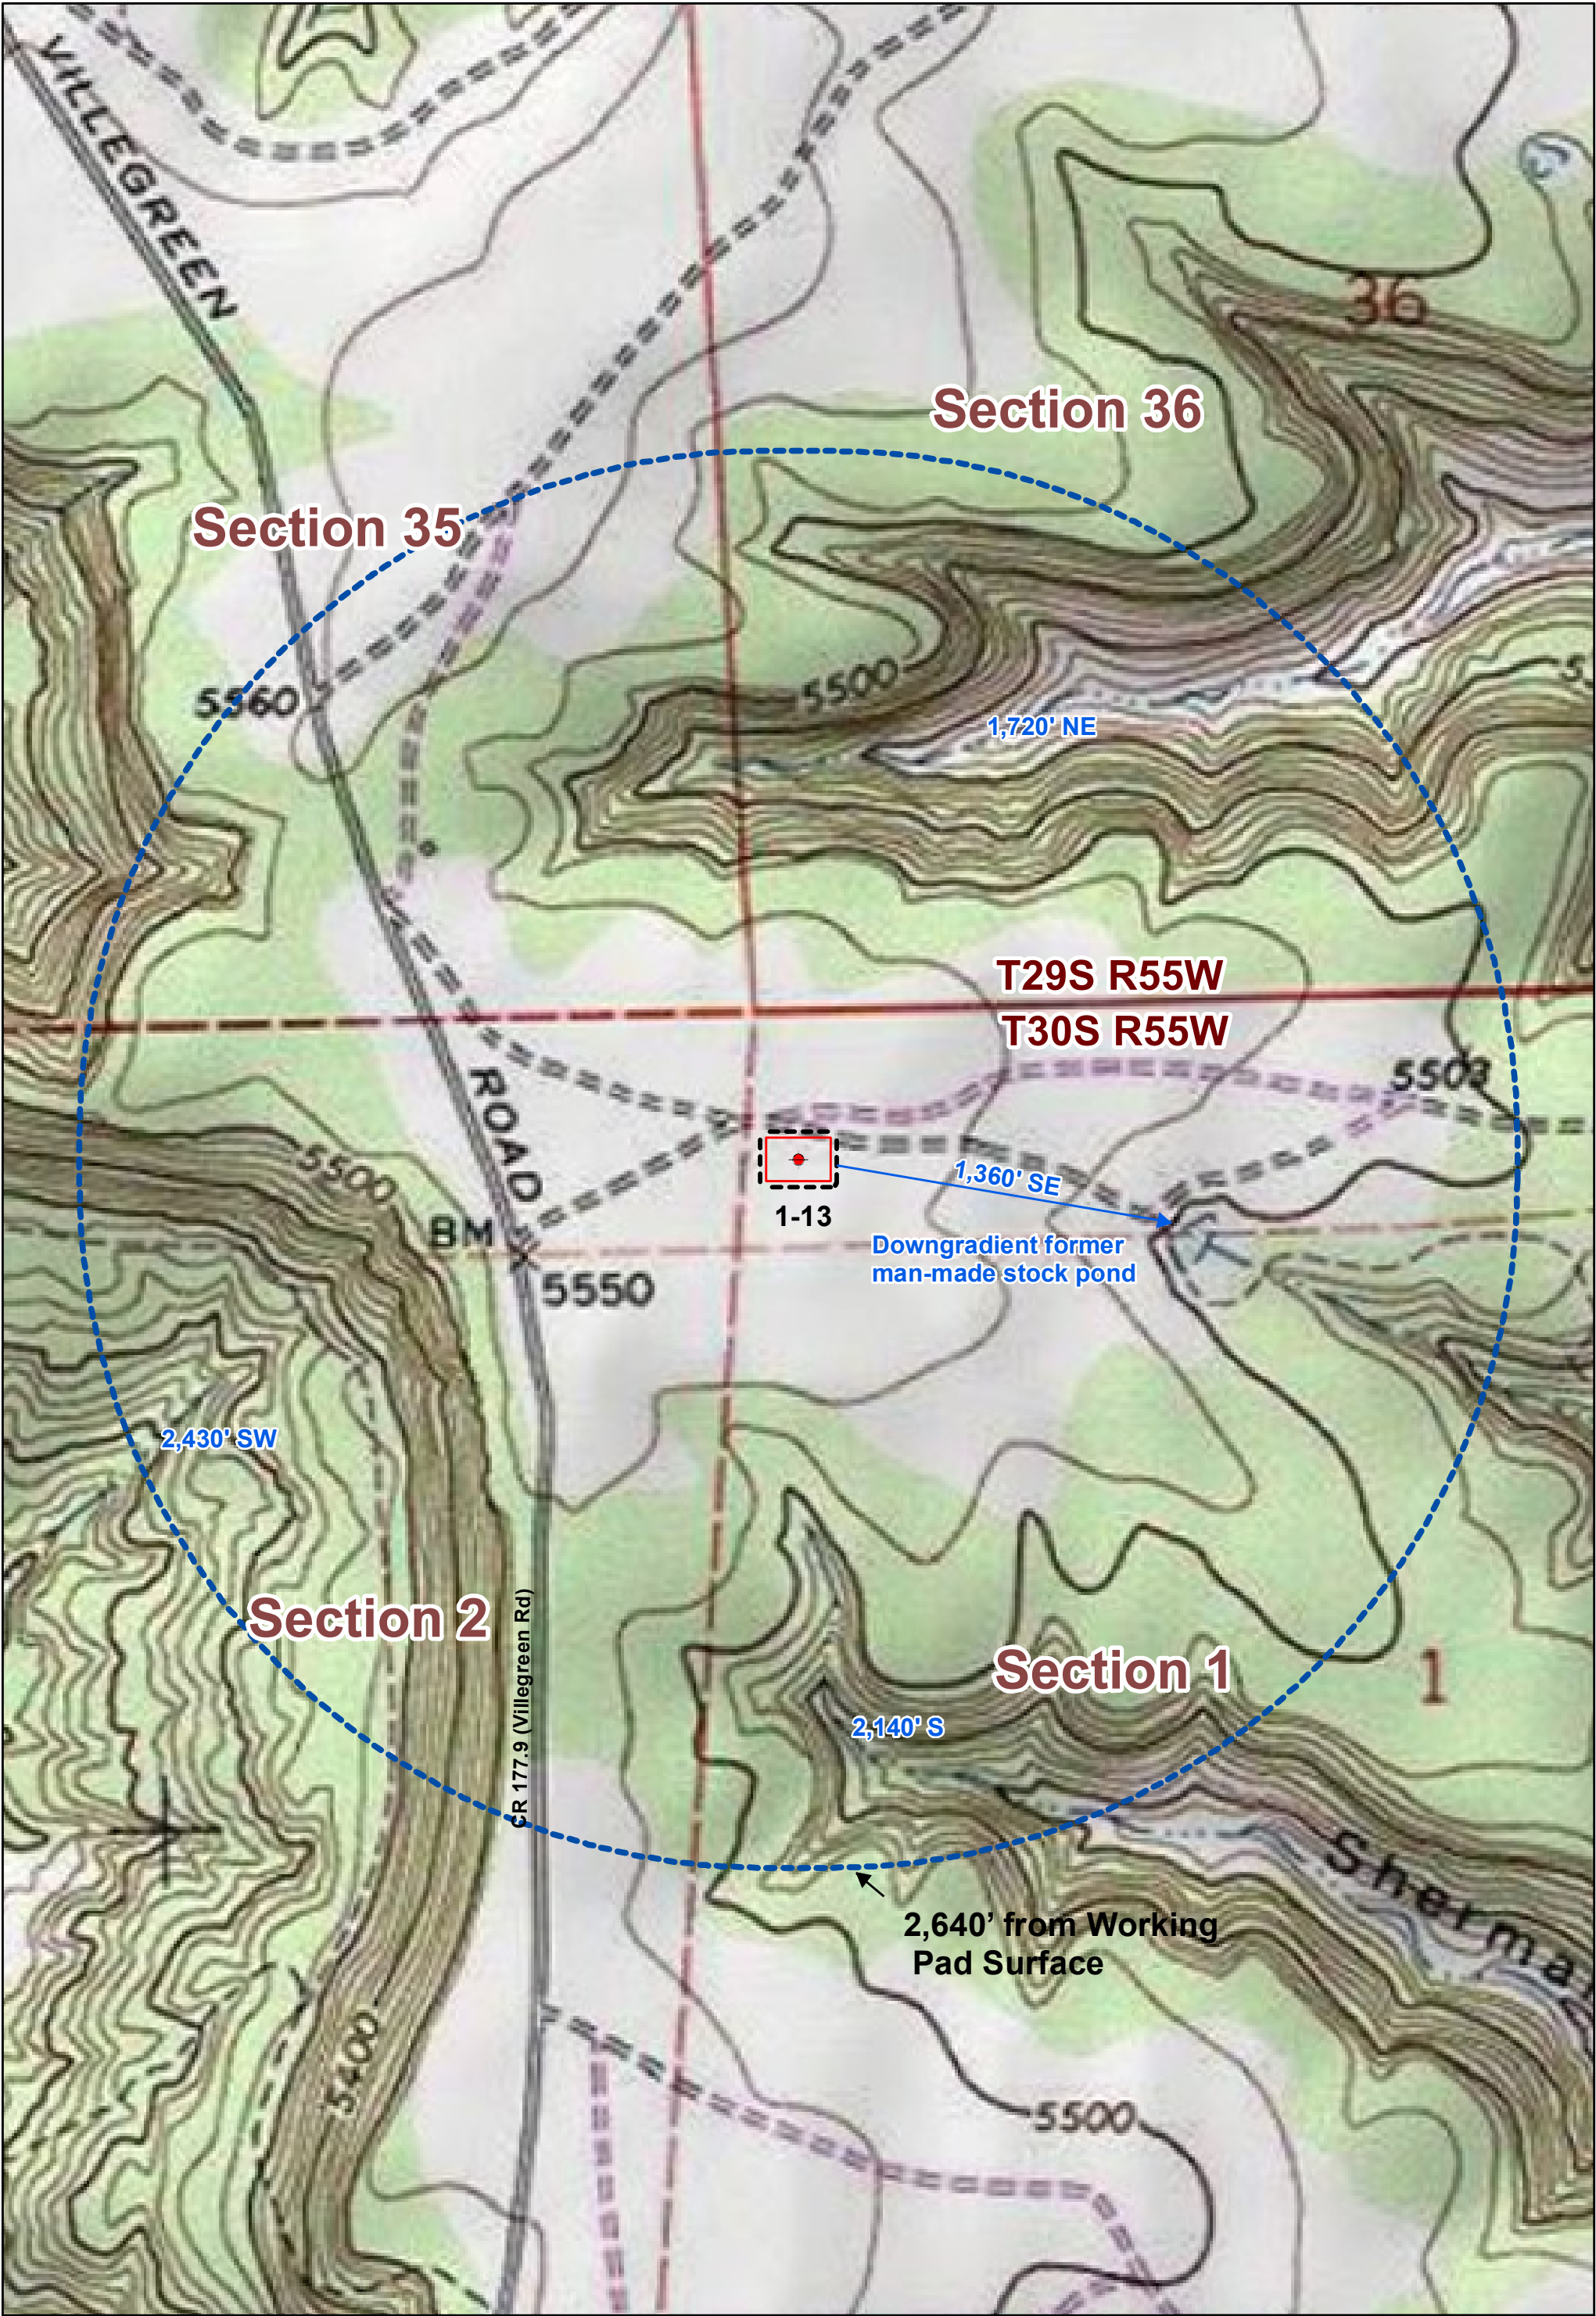 VILLEGREEN
36
Section 36
Section 35
5500
5560
1,720' NE
T29S R55W
T30S R55W
5503
ROAD
5500
1,360' SE
1-13
BM
Downgradient former
man-made stock pond
5550
2,430' SW
Section 2
CR 177.9 (Villegreen Rd)
Section 1
1
2,140' S
Sherma
2,640’ from Working
Pad Surface
5400
5500